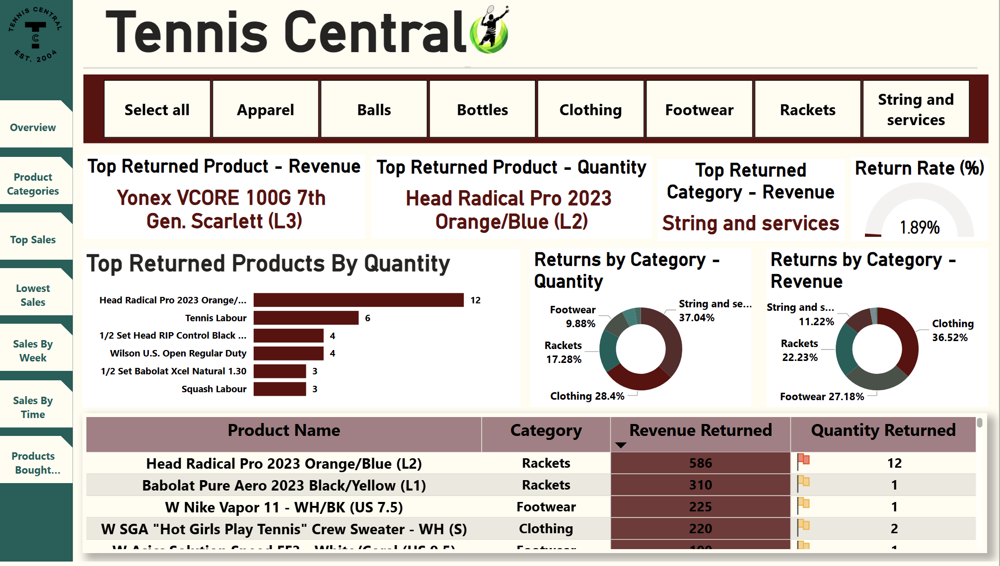 TENNIS CENTRAL
T
C
EST. 2004
Tennis Central
Select all
Apparel
Balls
Bottles
Clothing
Footwear
Rackets
String and
services
Overview
Product
Categories
Top Sales
Lowest
Sales
Sales By
Week
Sales By
Time
Products
Bought...
Top Returned Product - Revenue
Yonex VCORE 100G 7th
Gen. Scarlett (L3)
Top Returned Product - Quantity
Head Radical Pro 2023
Orange/Blue (L2)
Top Returned
Category - Revenue
String and services
Return Rate (%)
1.89%
Top Returned Products By Quantity
Head Radical Pro 2023 Orange/... 12
Tennis Labour 6
1/2 Set Head RIP Control Black ... 4
Wilson U.S. Open Regular Duty 4
1/2 Set Babolat Xcel Natural 1.30 3
Squash Labour 3
Returns by Category -
Quantity
String and se...
37.04%
Footwear
9.88%
Rackets
17.28%
Clothing 28.4%
Returns by Category -
Revenue
String and s...
11.22%
Clothing
36.52%
Rackets
22.23%
Footwear 27.18%
Product Name Category Revenue Returned Quantity Returned
Head Radical Pro 2023 Orange/Blue (L2) Rackets 586 12
Babolat Pure Aero 2023 Black/Yellow (L1) Rackets 310 1
W Nike Vapor 11 - WH/BK (US 7.5) Footwear 225 1
W SGA "Hot Girls Play Tennis" Crew Sweater - WH (S) Clothing 220 2